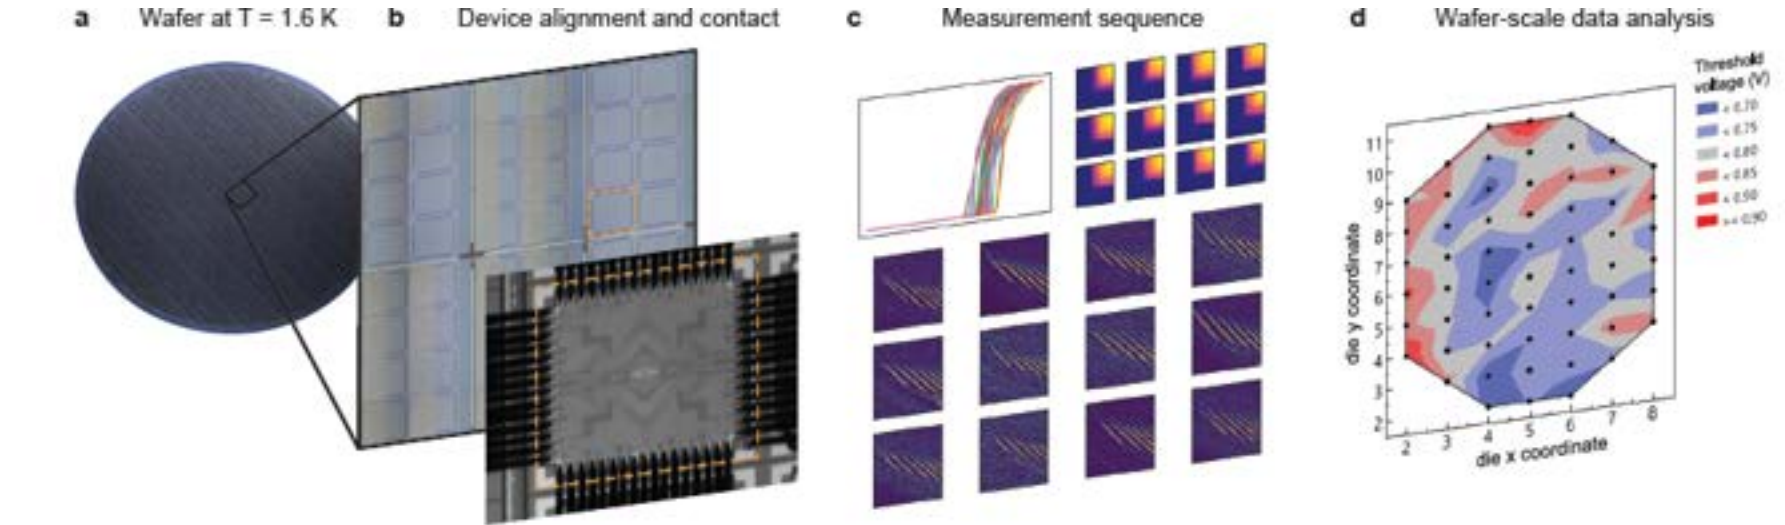 a Wafer at T = 1.6 K
b Device alignment and contact
c Measurement sequence
d Wafer-scale data analysis
Threshold
voltage (V)
< 0.70
< 0.75
< 0.80
< 0.85
< 0.90
>= 0.90
die y coordinate
11
10
9
8
7
6
5
4
3
2
2 3 4 5 6 7 8
die x coordinate